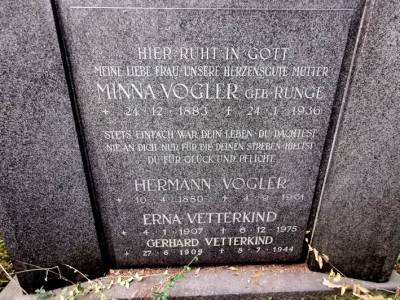 HIER RUHT IN GOTT
MEINE LIEBE FRAU·UNSERE HERZENSGUTE MUTTER
MINNA VOGLER GEB·RUNGE
* 24·12·1883 + 24·1·1936
STETS EINFACH WAR DEIN LEBEN·DU DACHTEST
NIE AN DICH NUR FÜR DIE DEINEN STREBEN HIELTST
DU FÜR GLÜCK UND PFLICHT·
HERMANN VOGLER
* 10·4·1880 + 4·9·1961
ERNA VETTERKIND
* 4·1·1907 + 6·12·1975
GERHARD VETTERKIND
* 27·6·1909 + 8·7·1944